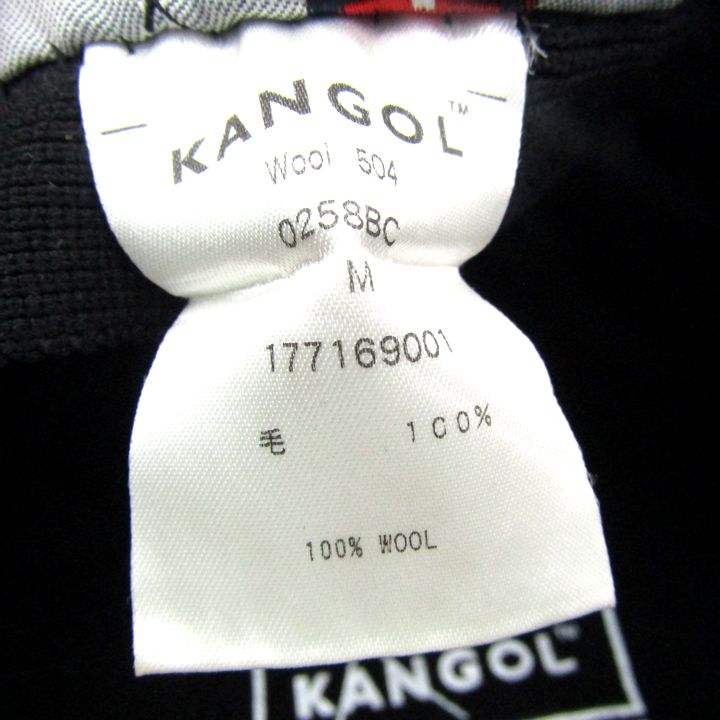 KANGOL™
Wool 504
0258BC
M
177169001
毛 100%
100% WOOL
KANGOL™